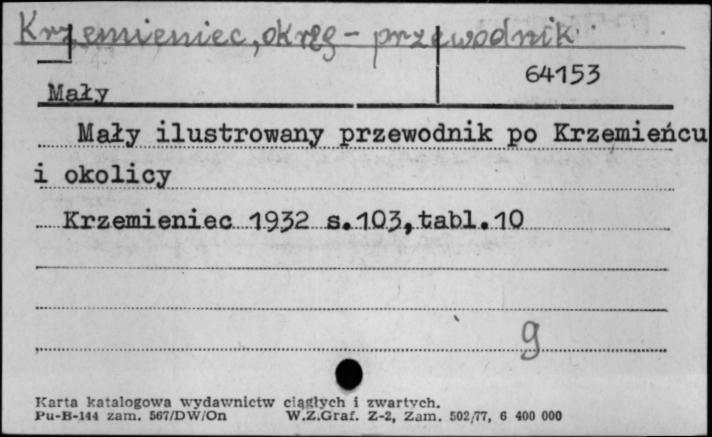 Krzemieniec, okręg - przewodnik
64153
Mały
Mały ilustrowany przewodnik po Krzemieńcu
i okolicy
Krzemieniec 1932 s.103,tabl.10
g
Karta katalogowa wydawnictw ciągłych i zwartych.
Pu-B-144 zam. 567/DW/On W.Z.Graf. Z-2, Zam. 502/77, 6 400 000